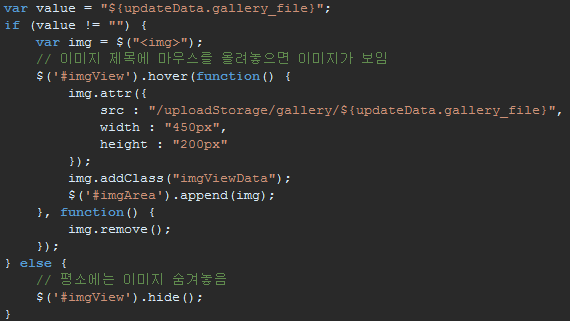 var value = "${updateData.gallery_file}";
if (value != "") {
    var img = $("<img>");
    // 이미지 제목에 마우스를 올려놓으면 이미지가 보임
    $('#imgView').hover(function() {
        img.attr({
            src : "/uploadStorage/gallery/${updateData.gallery_file}",
            width : "450px",
            height : "200px"
        });
        img.addClass("imgViewData");
        $('#imgArea').append(img);
    }, function() {
        img.remove();
    });
} else {
    // 평소에는 이미지 숨겨놓음
    $('#imgView').hide();
}